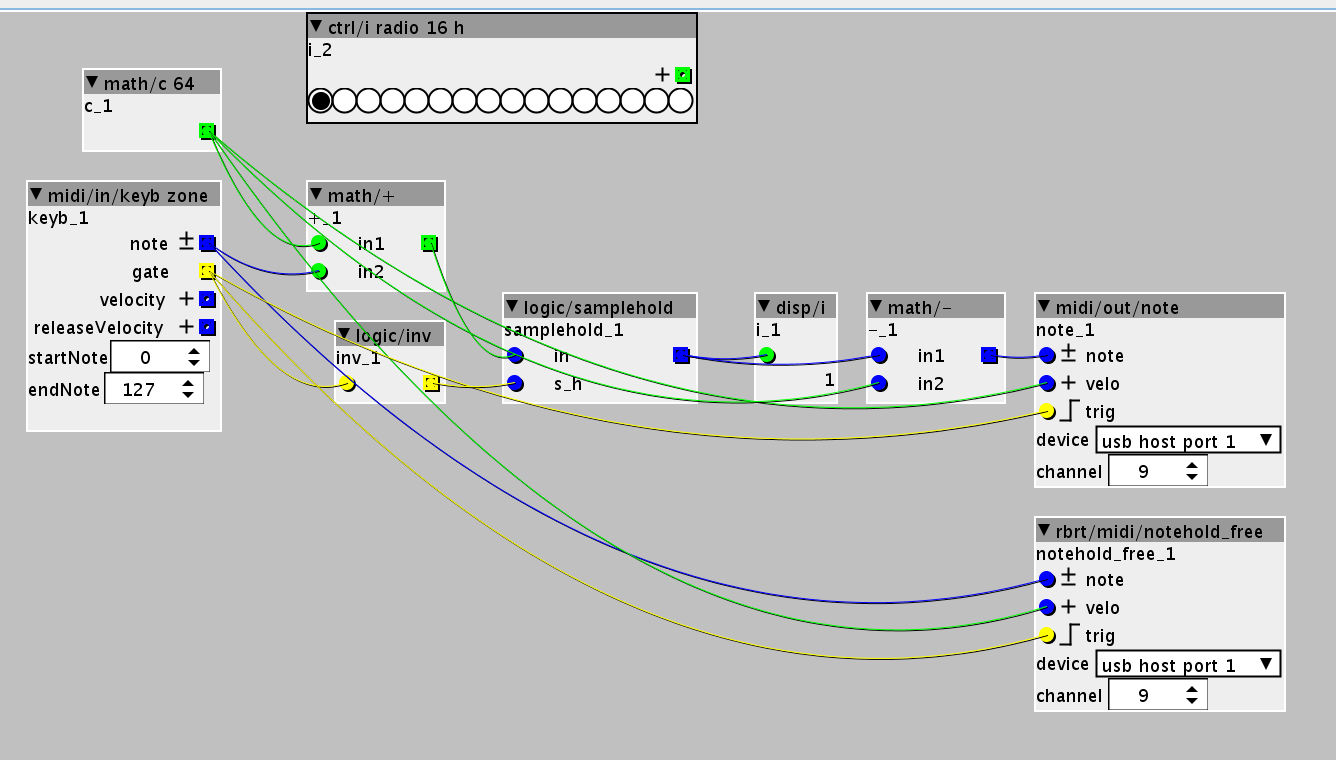 ctrl/i radio 16 h
i_2
+
math/c 64
c_1
midi/in/keyb zone
keyb_1
note ±
gate
velocity +
releaseVelocity +
startNote 0
endNote 127
math/+
+_1
in1
in2
logic/inv
inv_1
logic/samplehold
samplehold_1
in
s_h
disp/i
i_1
1
math/-
-_1
in1
in2
midi/out/note
note_1
± note
+ velo
trig
device usb host port 1
channel 9
rbrt/midi/notehold_free
notehold_free_1
± note
+ velo
trig
device usb host port 1
channel 9